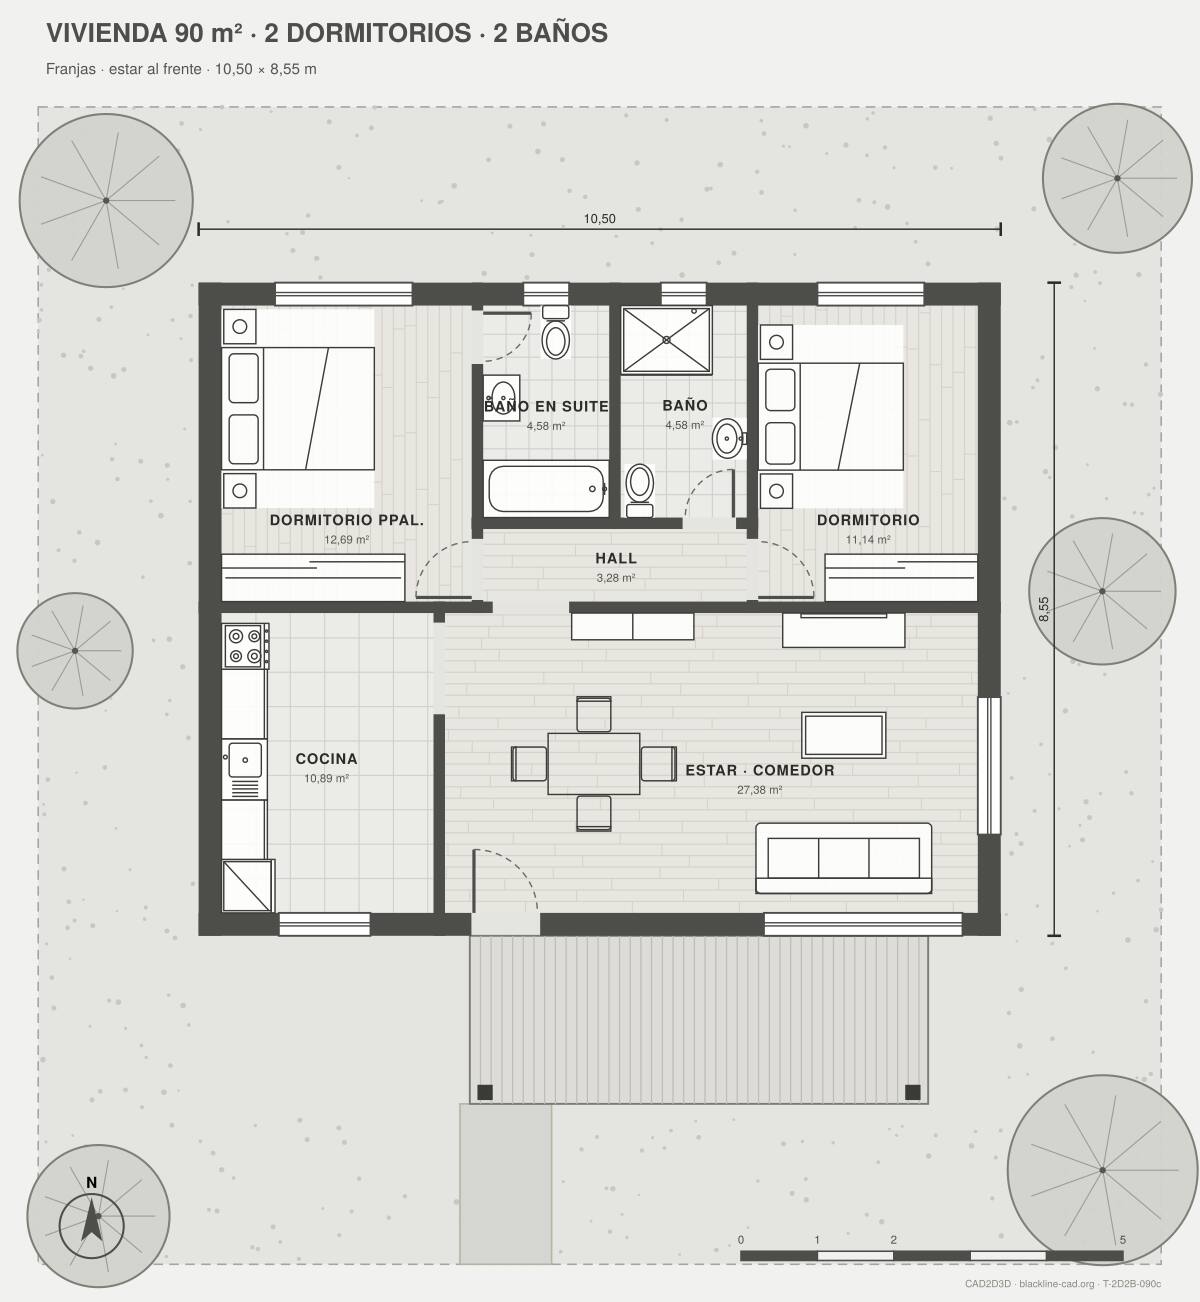 VIVIENDA 90 m² · 2 DORMITORIOS · 2 BAÑOS
Franjas · estar al frente · 10,50 × 8,55 m
10,50
BAÑO EN SUITE
4,58 m²
BAÑO
4,58 m²
DORMITORIO PPAL.
12,69 m²
DORMITORIO
11,14 m²
HALL
3,28 m²
8,55
COCINA
10,89 m²
ESTAR · COMEDOR
27,38 m²
N
0 1 2 5
CAD2D3D · blackline-cad.org · T-2D2B-090c